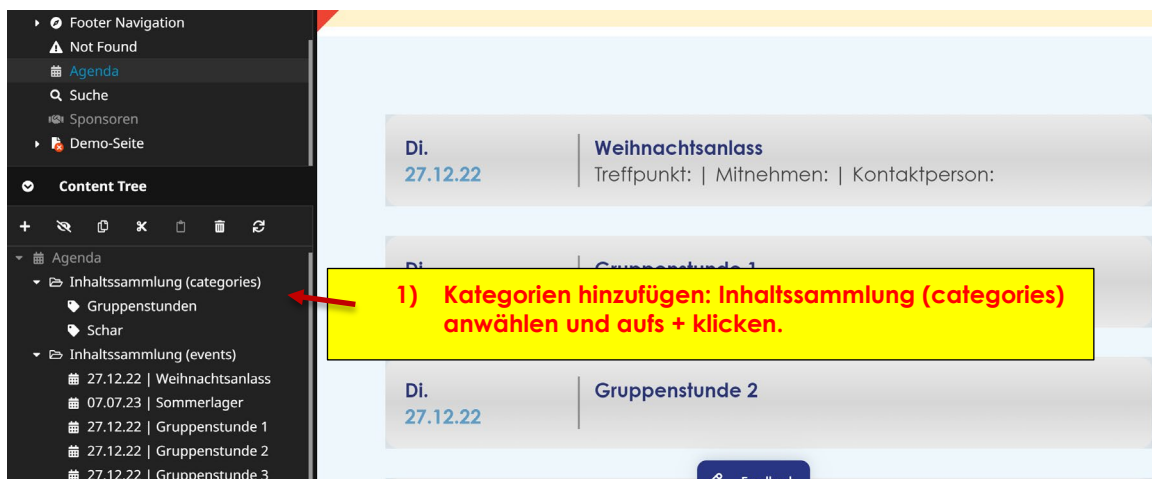 Footer Navigation
Not Found
Agenda
Suche
Sponsoren
Demo-Seite
Content Tree
Agenda
Inhaltssammlung (categories)
Gruppenstunden
Schar
Inhaltssammlung (events)
27.12.22 | Weihnachtsanlass
07.07.23 | Sommerlager
27.12.22 | Gruppenstunde 1
27.12.22 | Gruppenstunde 2
27.12.22 | Gruppenstunde 3
Di. Weihnachtsanlass
27.12.22 Treffpunkt: | Mitnehmen: | Kontaktperson:
Di. Gruppenstunde 1
1) Kategorien hinzufügen: Inhaltssammlung (categories)
anwählen und aufs + klicken.
Di. Gruppenstunde 2
27.12.22